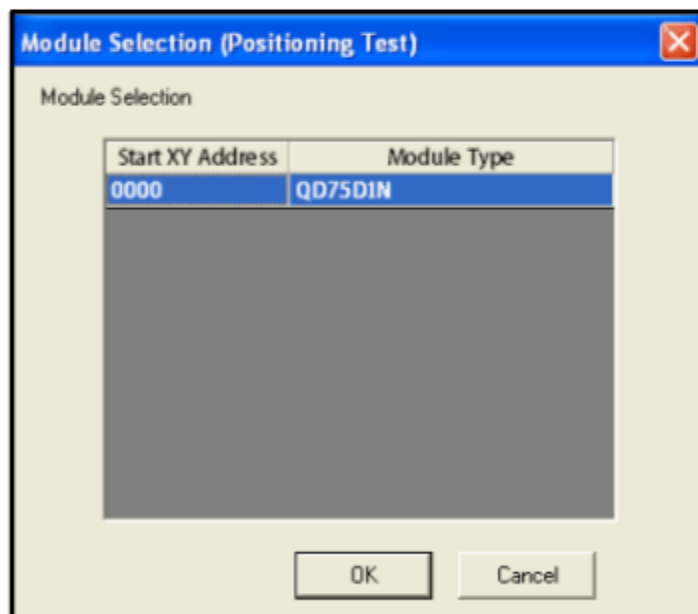 Module Selection (Positioning Test)
Module Selection
Start XY Address Module Type
0000 QD75D1N
OK Cancel